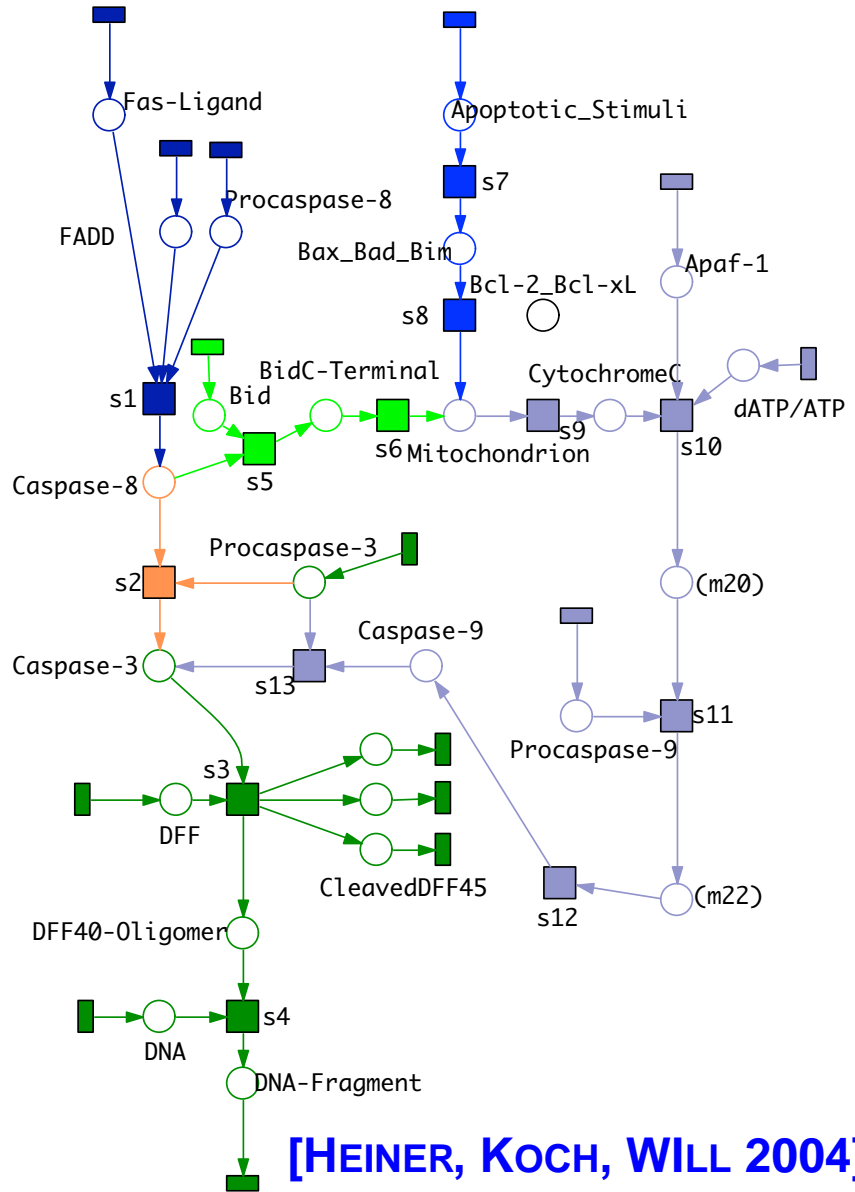 Fas-Ligand
Apoptotic_Stimuli
s7
Procaspase-8
FADD
Bax_Bad_Bim
Apaf-1
Bcl-2_Bcl-xL
s8
BidC-Terminal
CytochromeC
s1
Bid
dATP/ATP
s6
s9
s10
Mitochondrion
s5
Caspase-8
Procaspase-3
s2
(m20)
Caspase-9
Caspase-3
s13
s11
Procaspase-9
s3
DFF
CleavedDFF45
(m22)
s12
DFF40-Oligomer
s4
DNA
DNA-Fragment
[HEINER, KOCH, WILL 2004]